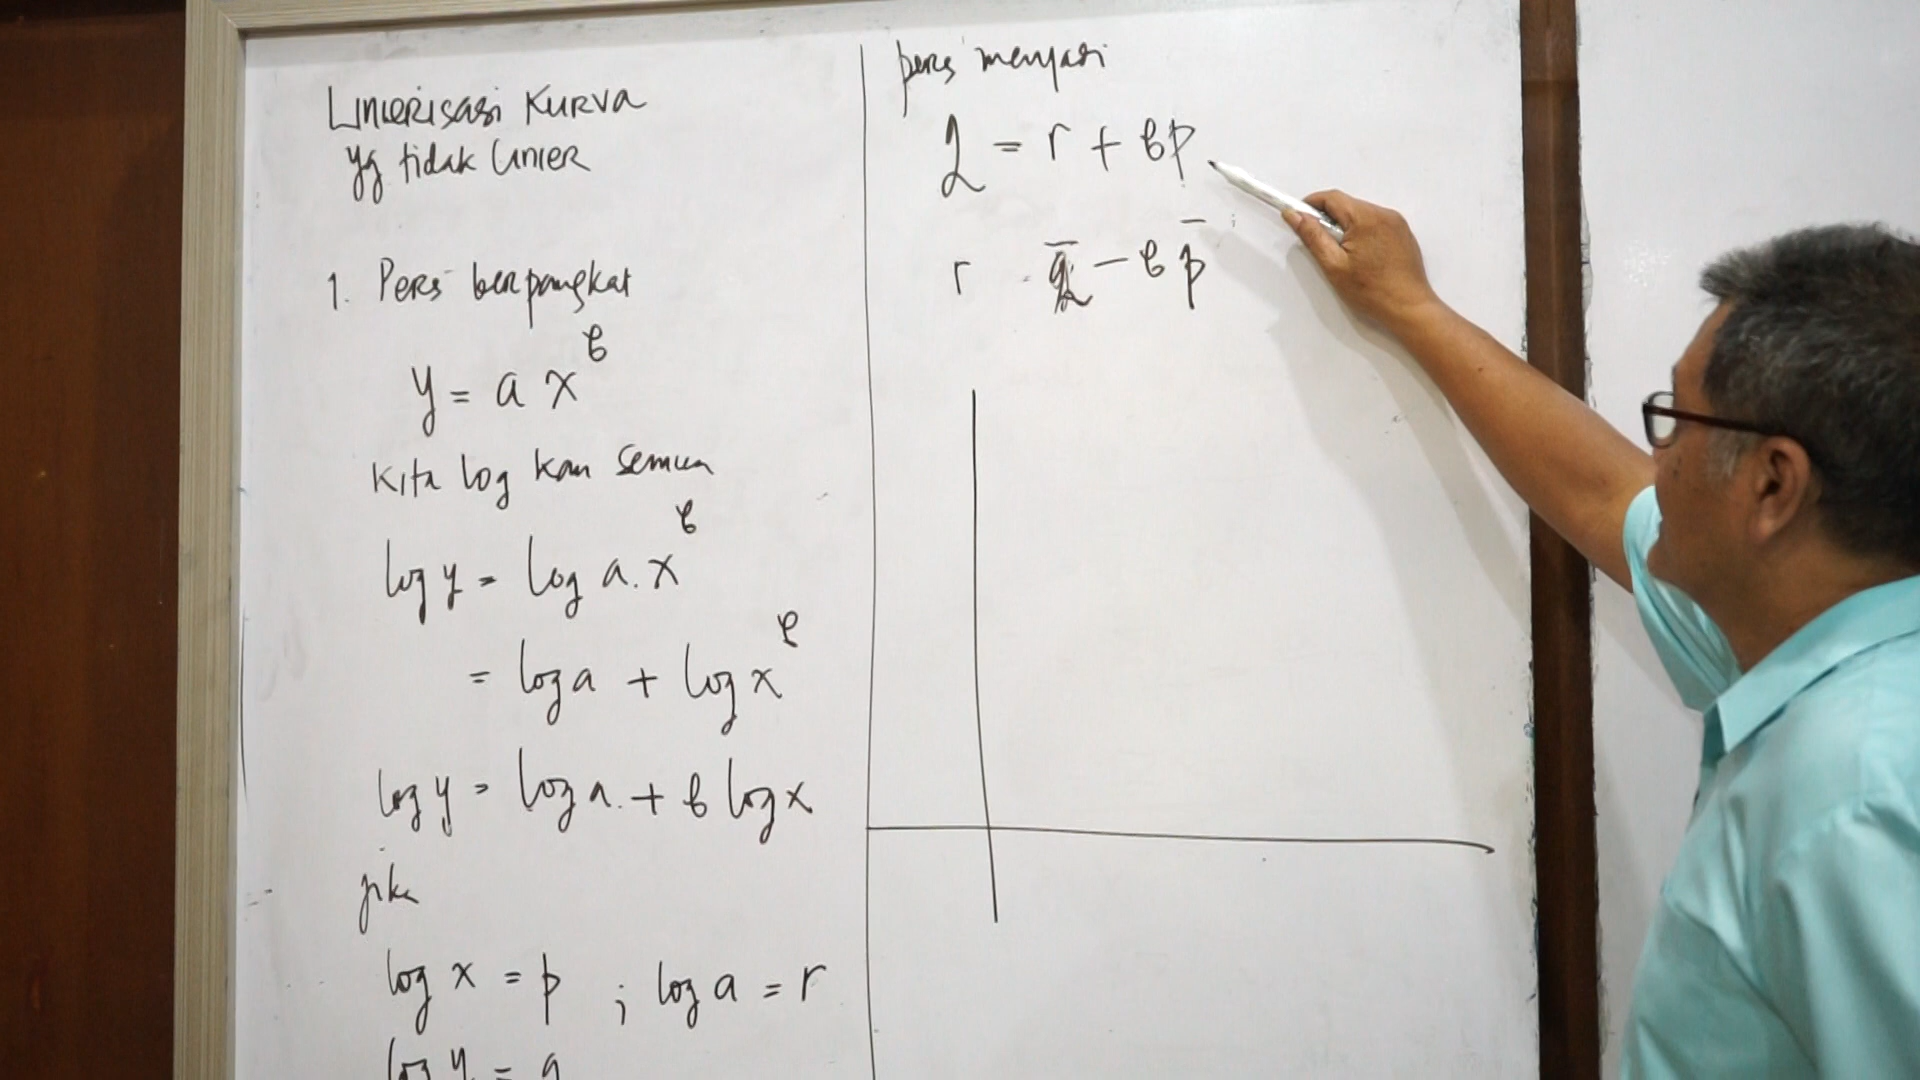 Linierisasi Kurva
yg tidak linier
1. Pers berpangkat
y = a x^b
Kita log kan semua
log y = log a . x^b
= log a + log x^b
log y = log a . + b log x
jika
log x = p ; log a = r
log y = q
pers menjadi
q = r + bp
r = q̄ - b p̄